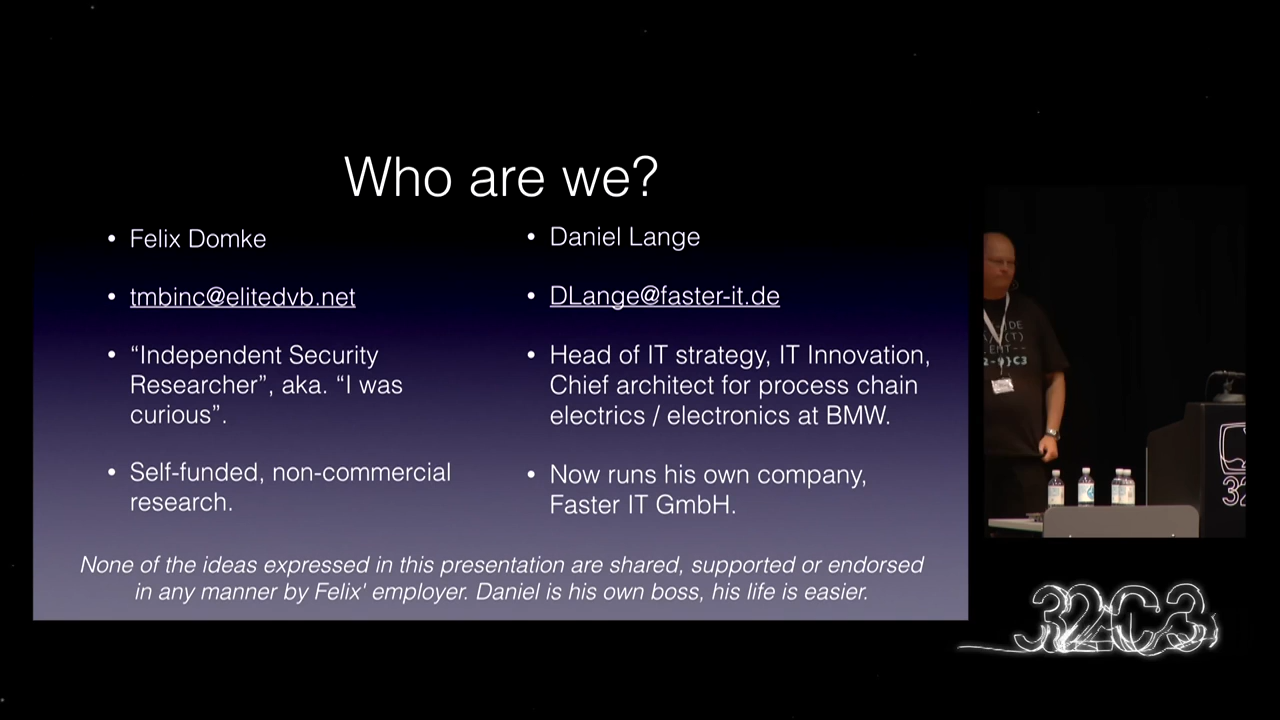 Who are we?
• Felix Domke
• tmbinc@elitedvb.net
• “Independent Security
Researcher”, aka. “I was
curious”.
• Self-funded, non-commercial
research.
• Daniel Lange
• DLange@faster-it.de
• Head of IT strategy, IT Innovation,
Chief architect for process chain
electrics / electronics at BMW.
• Now runs his own company,
Faster IT GmbH.
None of the ideas expressed in this presentation are shared, supported or endorsed
in any manner by Felix' employer. Daniel is his own boss, his life is easier.
32C3